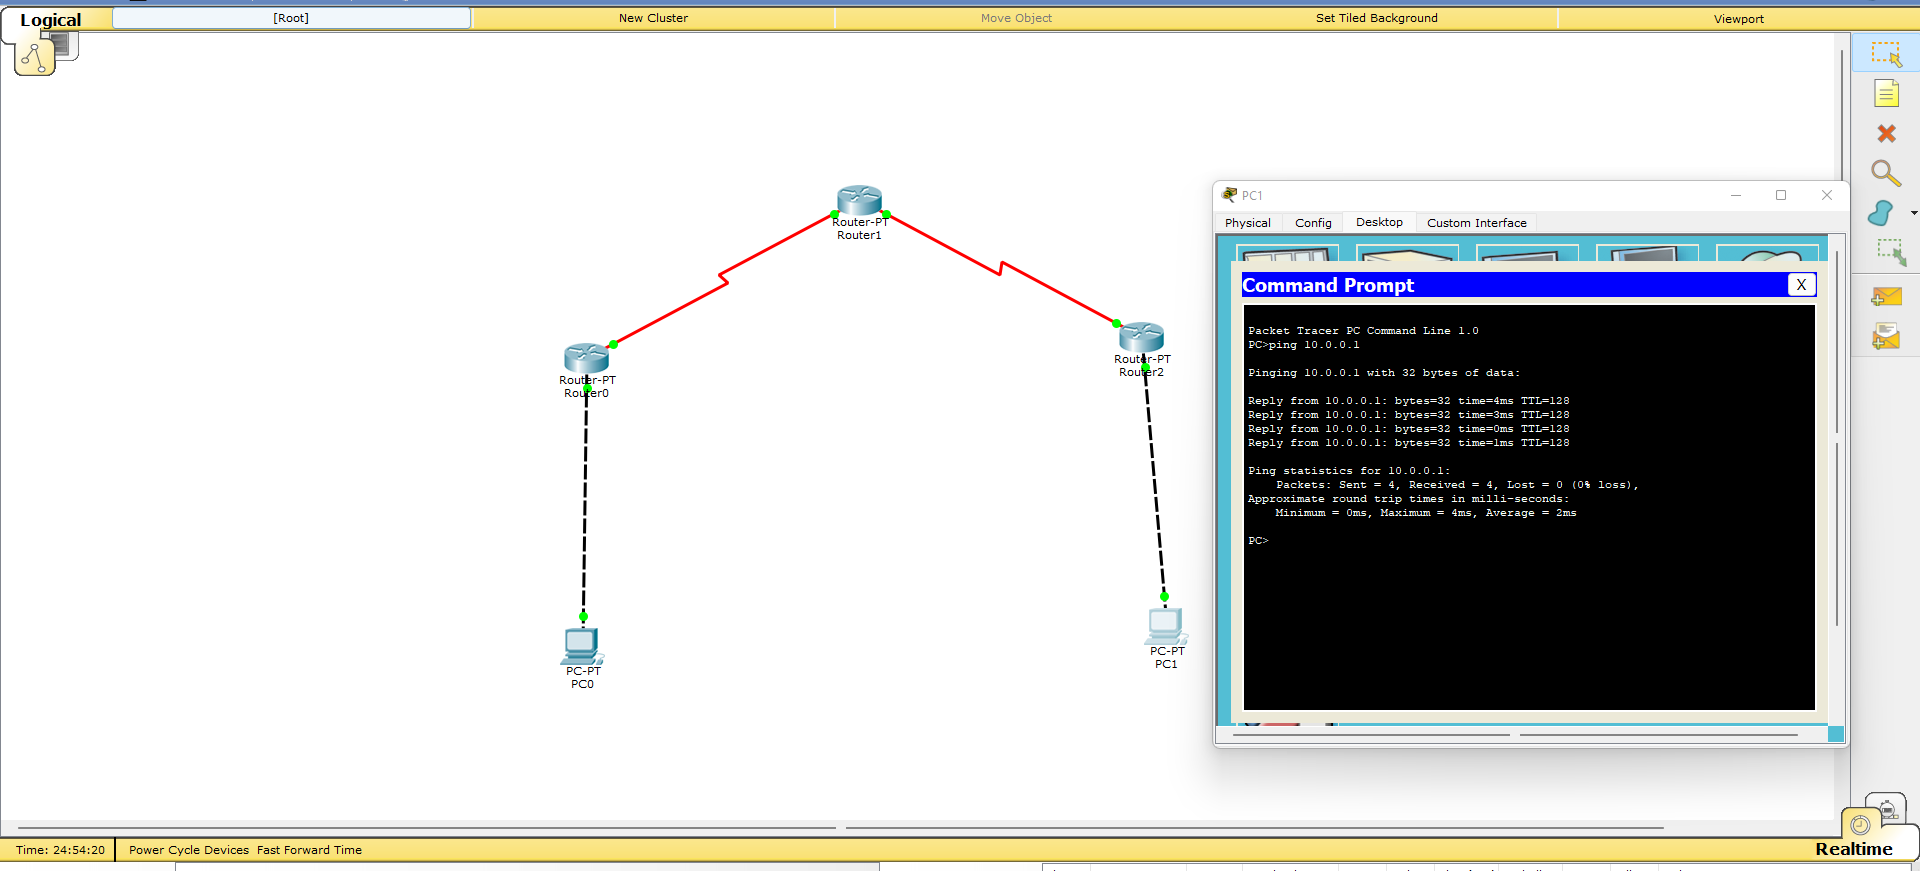 Logical
[Root]
New Cluster
Move Object
Set Tiled Background
Viewport
Router-PT
Router1
Router-PT
Router0
Router-PT
Router2
PC-PT
PC0
PC-PT
PC1
PC1
Physical
Config
Desktop
Custom Interface
Command Prompt
X
Packet Tracer PC Command Line 1.0
PC>ping 10.0.0.1
Pinging 10.0.0.1 with 32 bytes of data:
Reply from 10.0.0.1: bytes=32 time=4ms TTL=128
Reply from 10.0.0.1: bytes=32 time=3ms TTL=128
Reply from 10.0.0.1: bytes=32 time=0ms TTL=128
Reply from 10.0.0.1: bytes=32 time=1ms TTL=128
Ping statistics for 10.0.0.1:
Packets: Sent = 4, Received = 4, Lost = 0 (0% loss),
Approximate round trip times in milli-seconds:
Minimum = 0ms, Maximum = 4ms, Average = 2ms
PC>
Time: 24:54:20
Power Cycle Devices Fast Forward Time
Realtime